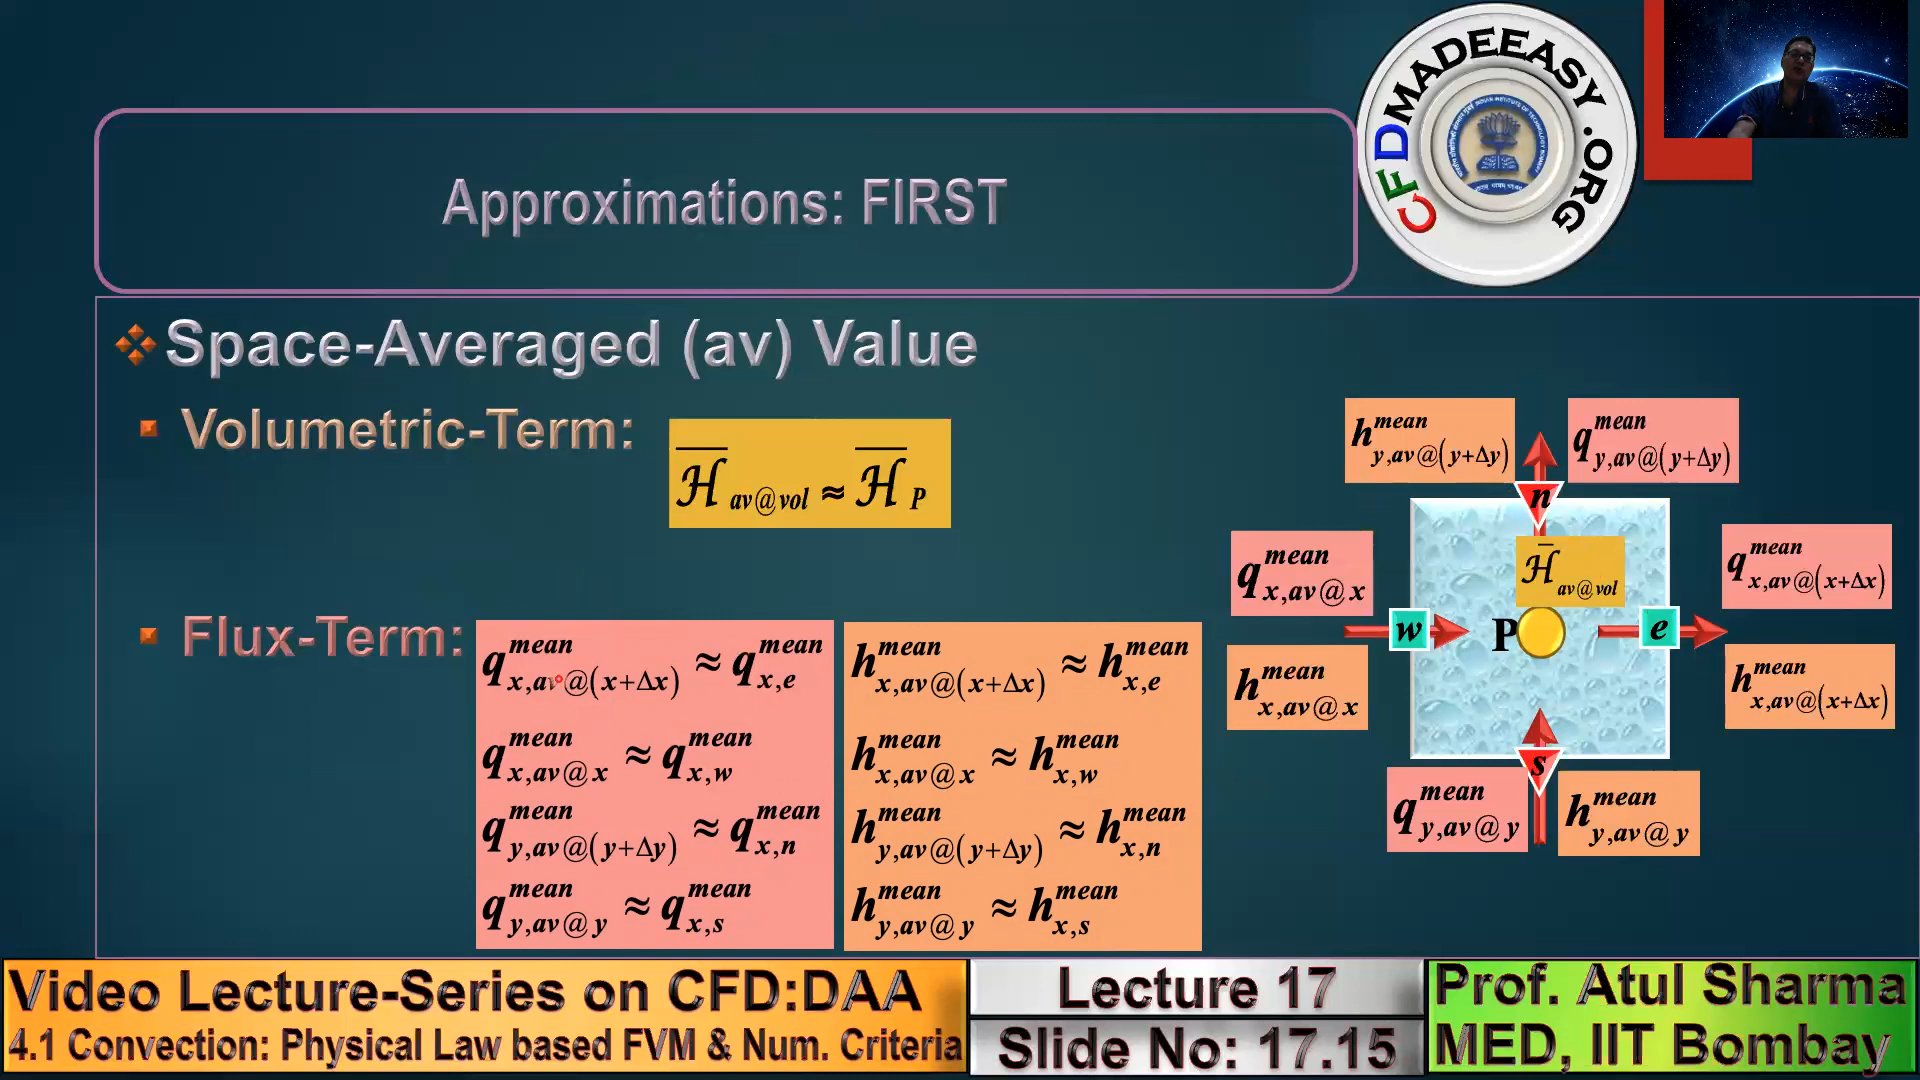 CFDMADEEASY.ORG
Approximations: FIRST
Space-Averaged (av) Value
Volumetric-Term:
ℋ̅ av@vol ≈ ℋ̅ P
Flux-Term:
q^mean_x,av@(x+Δx) ≈ q^mean_x,e
q^mean_x,av@x ≈ q^mean_x,w
q^mean_y,av@(y+Δy) ≈ q^mean_x,n
q^mean_y,av@y ≈ q^mean_x,s
h^mean_x,av@(x+Δx) ≈ h^mean_x,e
h^mean_x,av@x ≈ h^mean_x,w
h^mean_y,av@(y+Δy) ≈ h^mean_x,n
h^mean_y,av@y ≈ h^mean_x,s
h^mean_y,av@(y+Δy)
q^mean_y,av@(y+Δy)
n
q^mean_x,av@x
ℋ̅ av@vol
q^mean_x,av@(x+Δx)
w
P
e
h^mean_x,av@x
h^mean_x,av@(x+Δx)
s
q^mean_y,av@y
h^mean_y,av@y
Video Lecture-Series on CFD:DAA
4.1 Convection: Physical Law based FVM & Num. Criteria
Lecture 17
Slide No: 17.15
Prof. Atul Sharma
MED, IIT Bombay